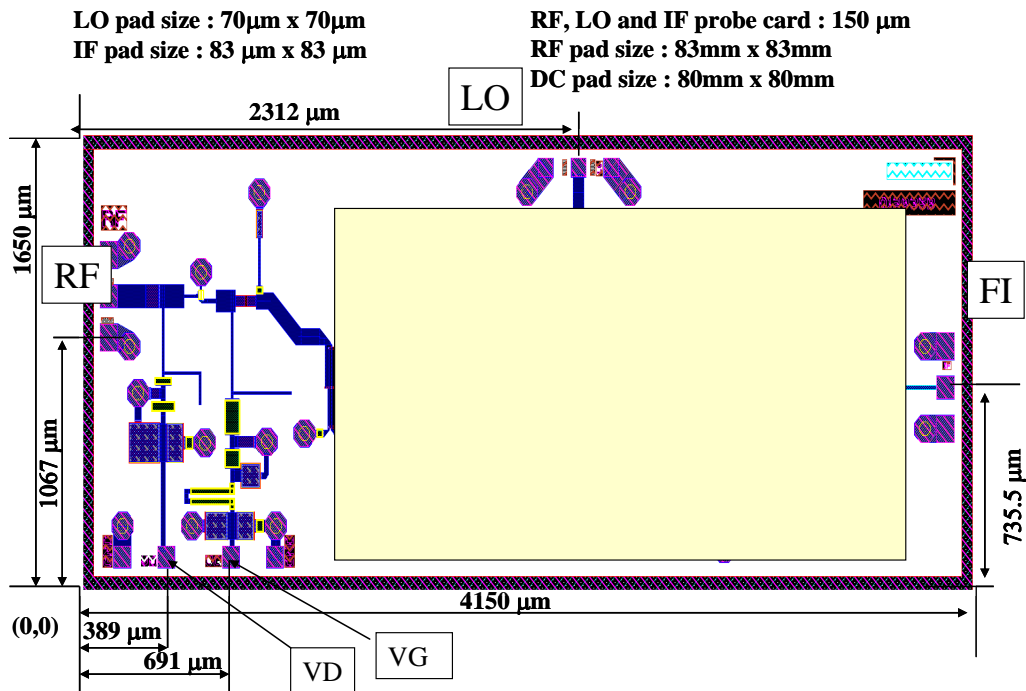 LO pad size : 70μm x 70μm
IF pad size : 83 μm x 83 μm
RF, LO and IF probe card : 150 μm
RF pad size : 83mm x 83mm
DC pad size : 80mm x 80mm
LO
2312 μm
1650 μm
RF
RF
FI
1067 μm
735.5 μm
4150 μm
(0,0)
389 μm
691 μm
VD
VG